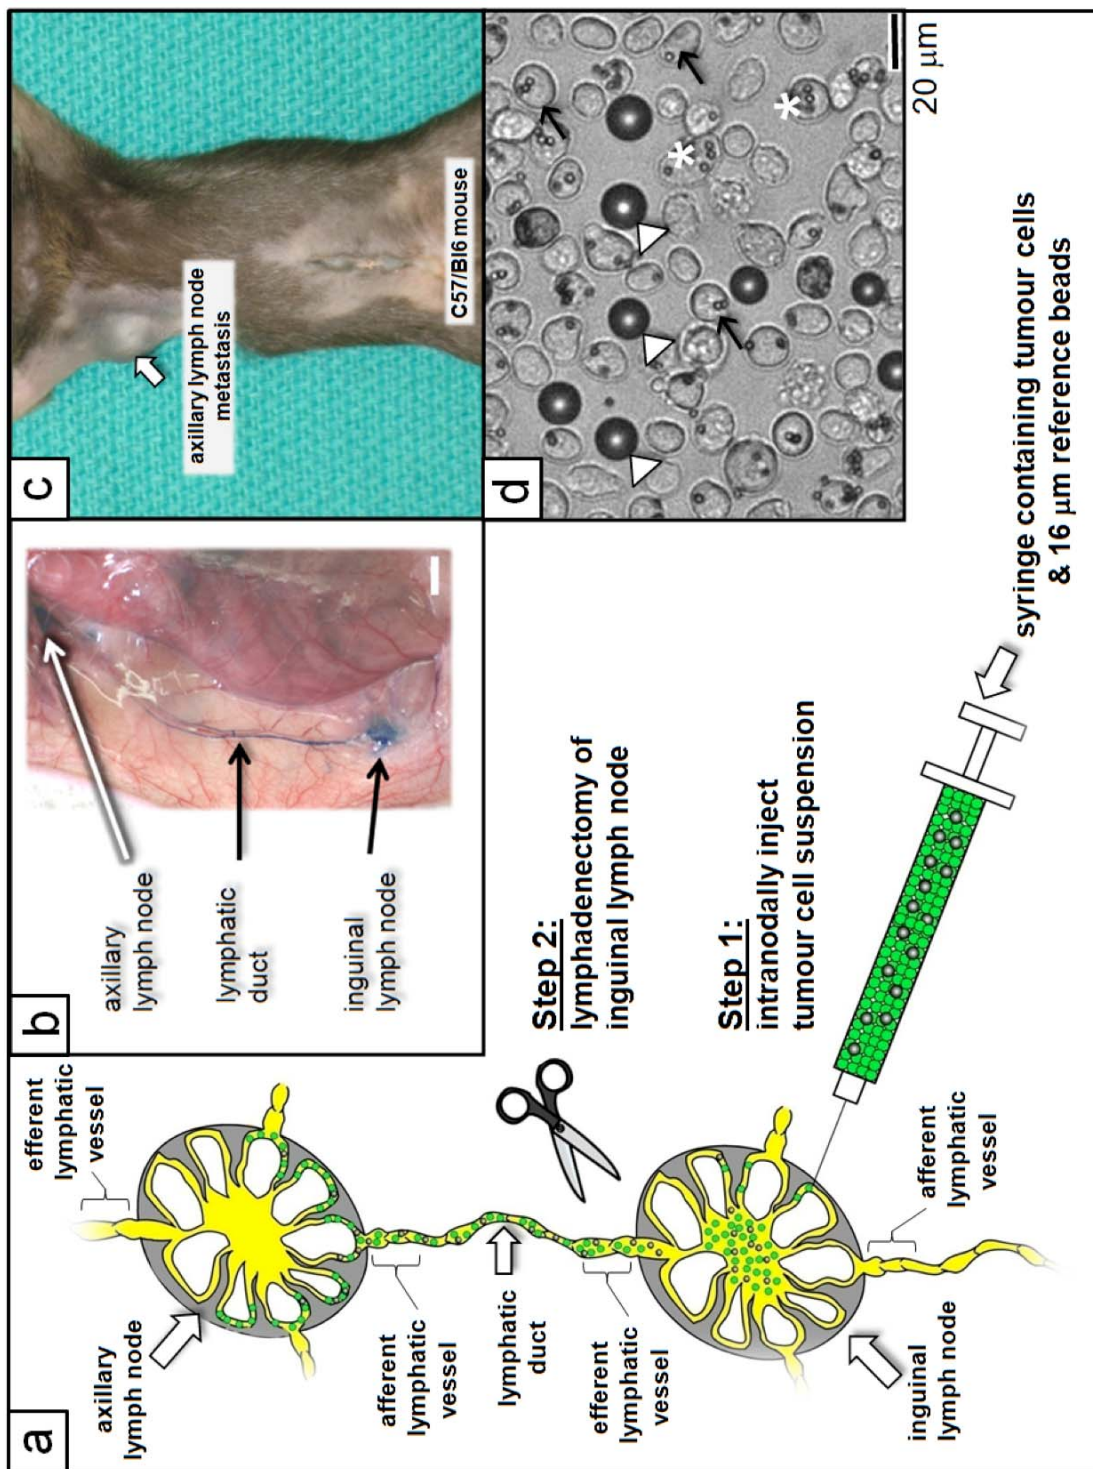 a
axillary
lymph node
efferent
lymphatic
vessel
afferent
lymphatic
vessel
lymphatic
duct
efferent
lymphatic
vessel
inguinal
lymph node
afferent
lymphatic
vessel
Step 2:
lymphadenectomy of
inguinal lymph node
Step 1:
intranodally inject
tumour cell suspension
syringe containing tumour cells
& 16 µm reference beads
b
axillary
lymph node
lymphatic
duct
inguinal
lymph node
c
axillary lymph node
metastasis
C57/Bl6 mouse
d
20 µm